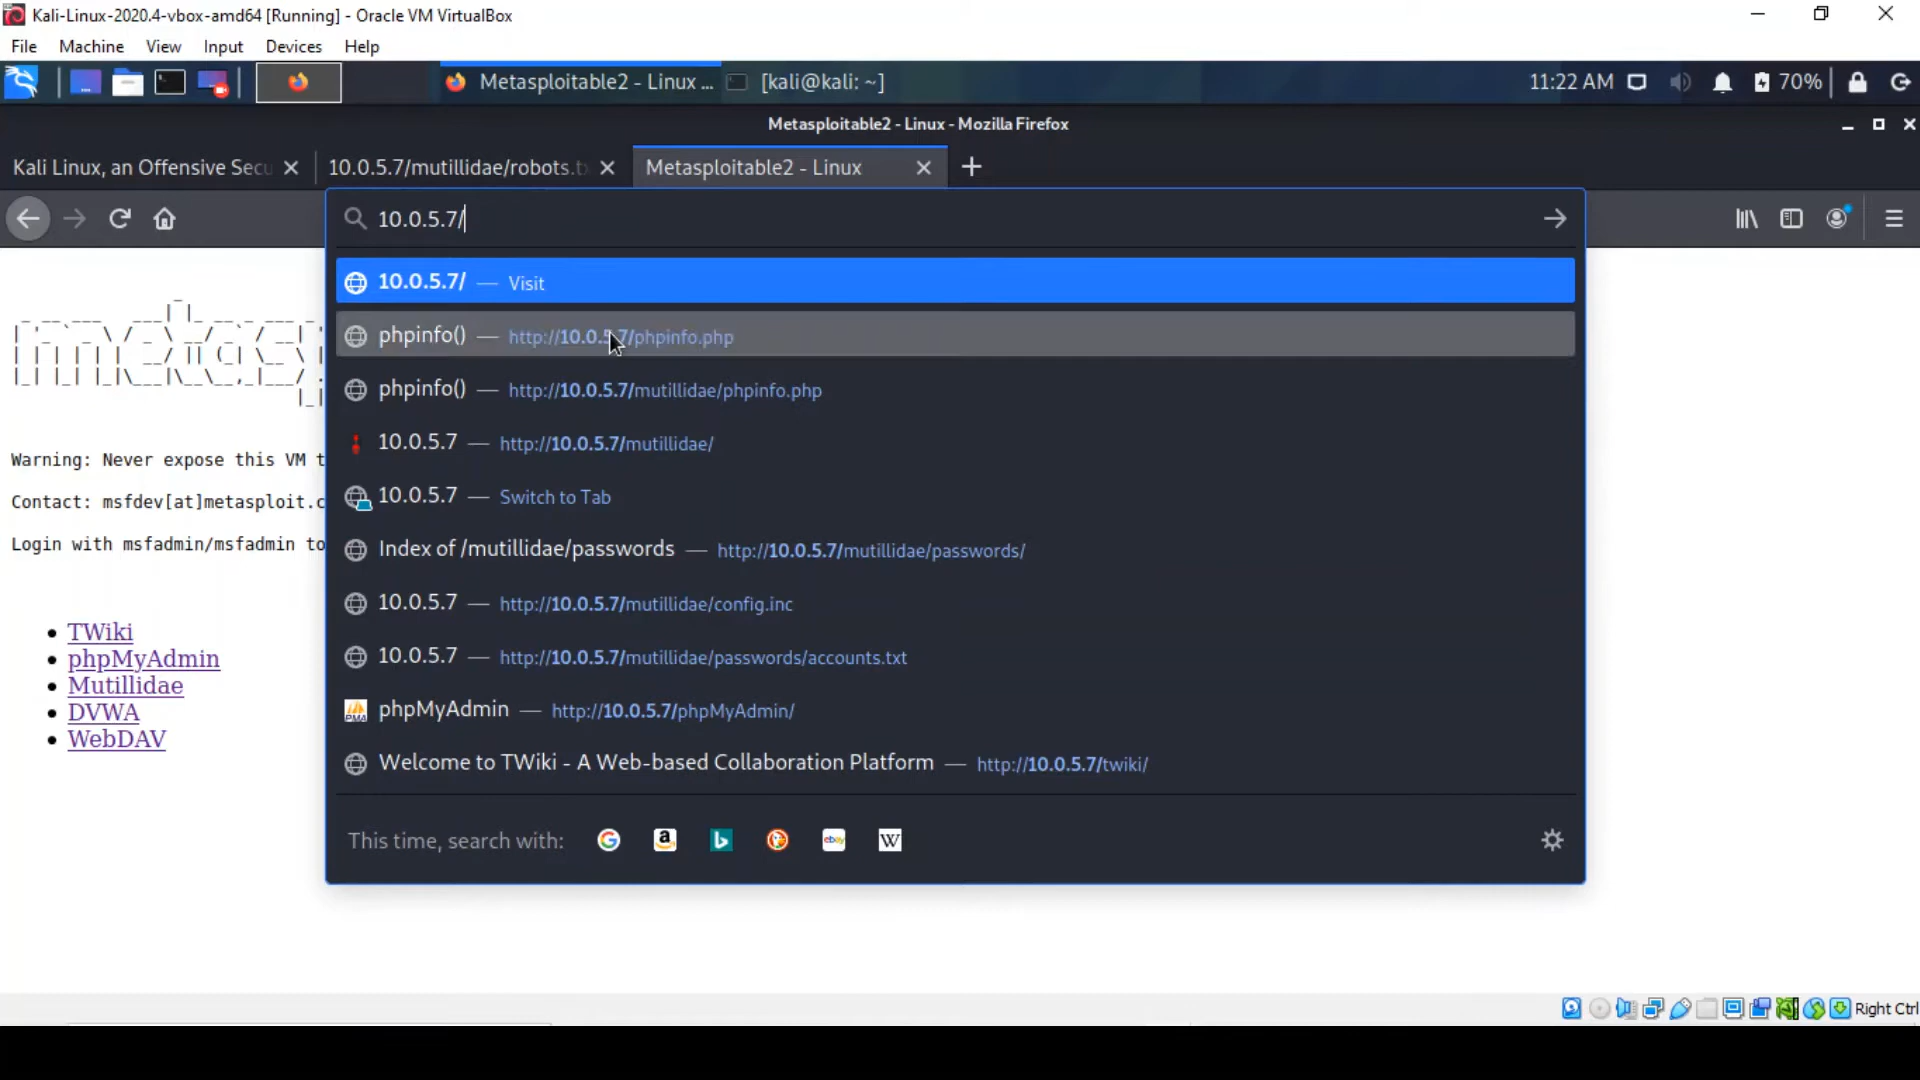 Kali-Linux-2020.4-vbox-amd64 [Running] - Oracle VM VirtualBox
File Machine View Input Devices Help
Metasploitable2 - Linux ... [kali@kali: ~] 11:22 AM 70%
Metasploitable2 - Linux - Mozilla Firefox
Kali Linux, an Offensive Secu 10.0.5.7/mutillidae/robots.t Metasploitable2 - Linux
10.0.5.7/
10.0.5.7/ — Visit
phpinfo() — http://10.0.5.7/phpinfo.php
phpinfo() — http://10.0.5.7/mutillidae/phpinfo.php
10.0.5.7 — http://10.0.5.7/mutillidae/
10.0.5.7 — Switch to Tab
Index of /mutillidae/passwords — http://10.0.5.7/mutillidae/passwords/
10.0.5.7 — http://10.0.5.7/mutillidae/config.inc
10.0.5.7 — http://10.0.5.7/mutillidae/passwords/accounts.txt
phpMyAdmin — http://10.0.5.7/phpMyAdmin/
Welcome to TWiki - A Web-based Collaboration Platform — http://10.0.5.7/twiki/
This time, search with:
metasp
Warning: Never expose this VM t
Contact: msfdev[at]metasploit.c
Login with msfadmin/msfadmin to
TWiki
phpMyAdmin
Mutillidae
DVWA
WebDAV
Right Ctrl